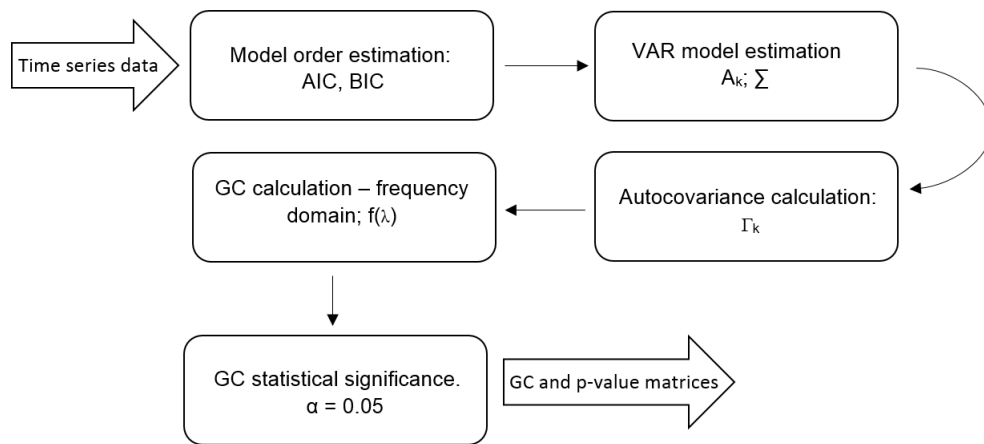 Time series data
Model order estimation:
AIC, BIC
VAR model estimation
Aₖ; ∑
Autocovariance calculation:
Γₖ
GC calculation – frequency
domain; f(λ)
GC statistical significance.
α = 0.05
GC and p-value matrices